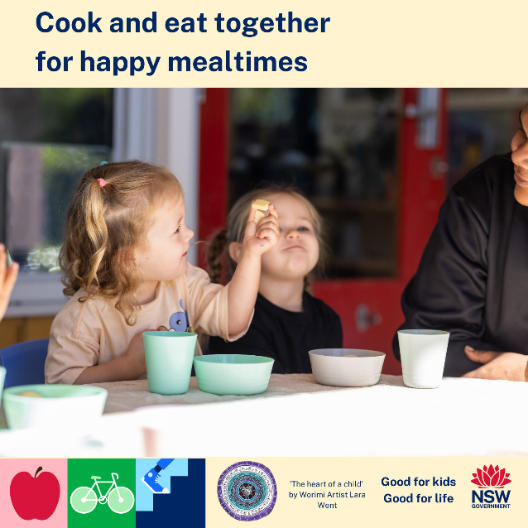 Cook and eat together
for happy mealtimes
'The heart of a child'
by Worimi Artist Lara
Went
Good for kids
Good for life
NSW
GOVERNMENT